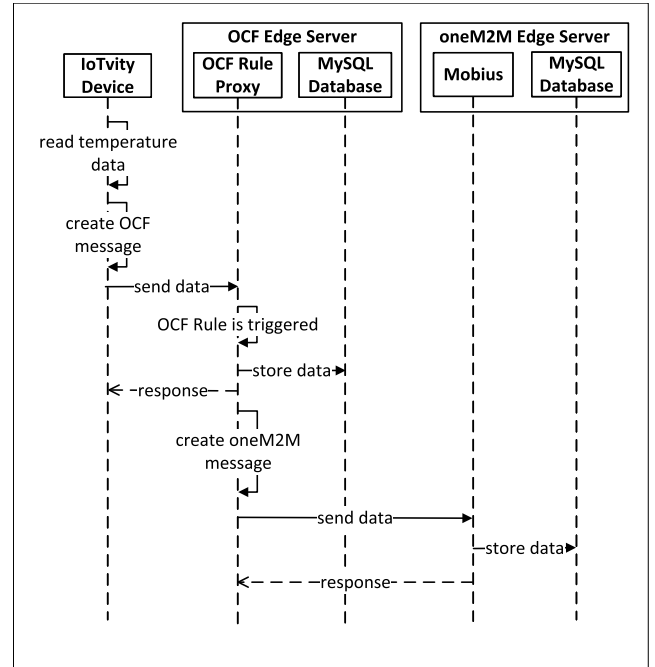 OCF Edge Server
oneM2M Edge Server
IoTvity
Device
OCF Rule
Proxy
MySQL
Database
Mobius
MySQL
Database
read temperature
data
create OCF
message
send data
OCF Rule is triggered
store data
response
create oneM2M
message
send data
store data
response